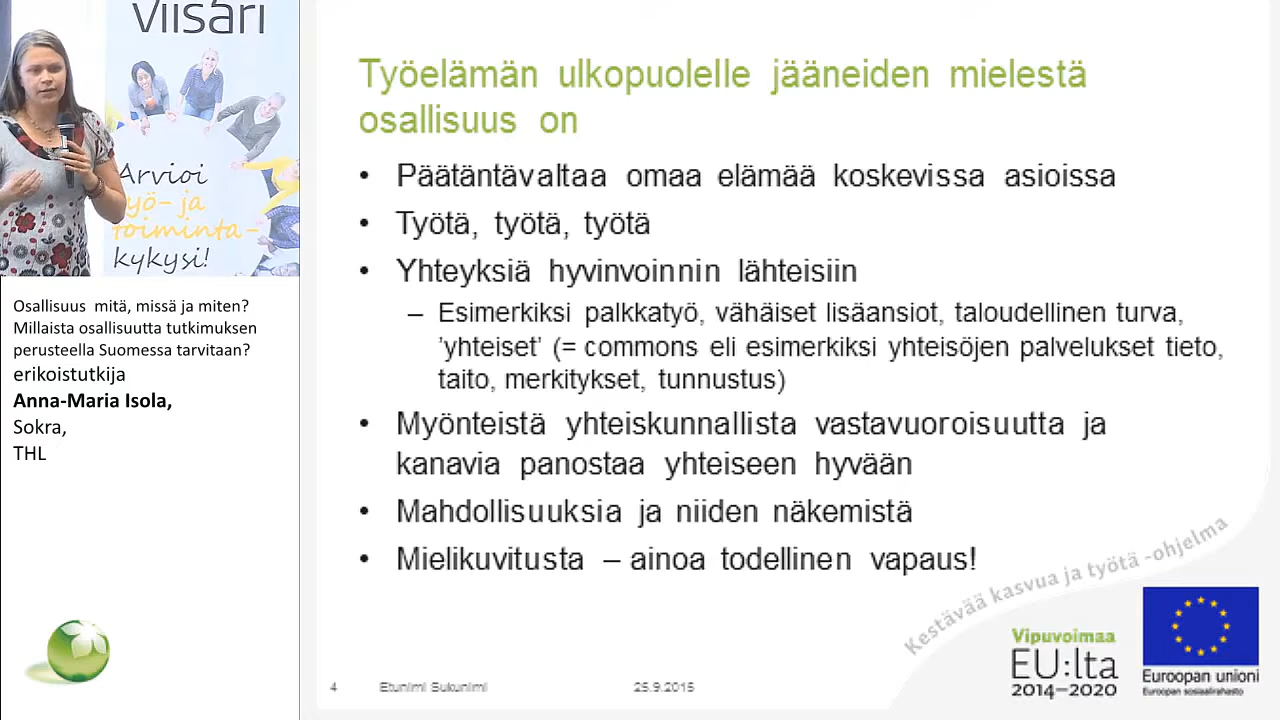 Viisari
Arvioi
työ- ja
toiminta-
kykysi!
Osallisuus mitä, missä ja miten?
Millaista osallisuutta tutkimuksen
perusteella Suomessa tarvitaan?
erikoistutkija
Anna-Maria Isola,
Sokra,
THL
Työelämän ulkopuolelle jääneiden mielestä
osallisuus on
• Päätäntävaltaa omaa elämää koskevissa asioissa
• Työtä, työtä, työtä
• Yhteyksiä hyvinvoinnin lähteisiin
– Esimerkiksi palkkatyö, vähäiset lisäansiot, taloudellinen turva,
’yhteiset’ (= commons eli esimerkiksi yhteisöjen palvelukset tieto,
taito, merkitykset, tunnustus)
• Myönteistä yhteiskunnallista vastavuoroisuutta ja
kanavia panostaa yhteiseen hyvään
• Mahdollisuuksia ja niiden näkemistä
• Mielikuvitusta – ainoa todellinen vapaus!
Kestävää kasvua ja työtä -ohjelma
Vipuvoimaa
EU:lta
2014–2020
Euroopan unioni
Euroopan sosiaalirahasto
4 Etunimi Sukunimi 25.9.2015